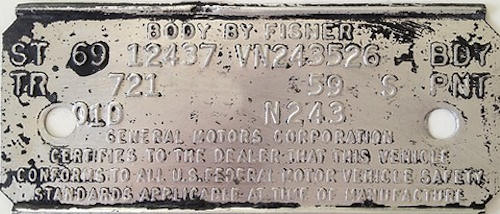 BODY BY FISHER
ST 69 12437 VN243526 BDY
TR 721 59 S PNT
010 N243
GENERAL MOTORS CORPORATION
CERTIFIES TO THE DEALER THAT THIS VEHICLE
CONFORMS TO ALL U.S. FEDERAL MOTOR VEHICLE SAFETY
STANDARDS APPLICABLE AT TIME OF MANUFACTURE